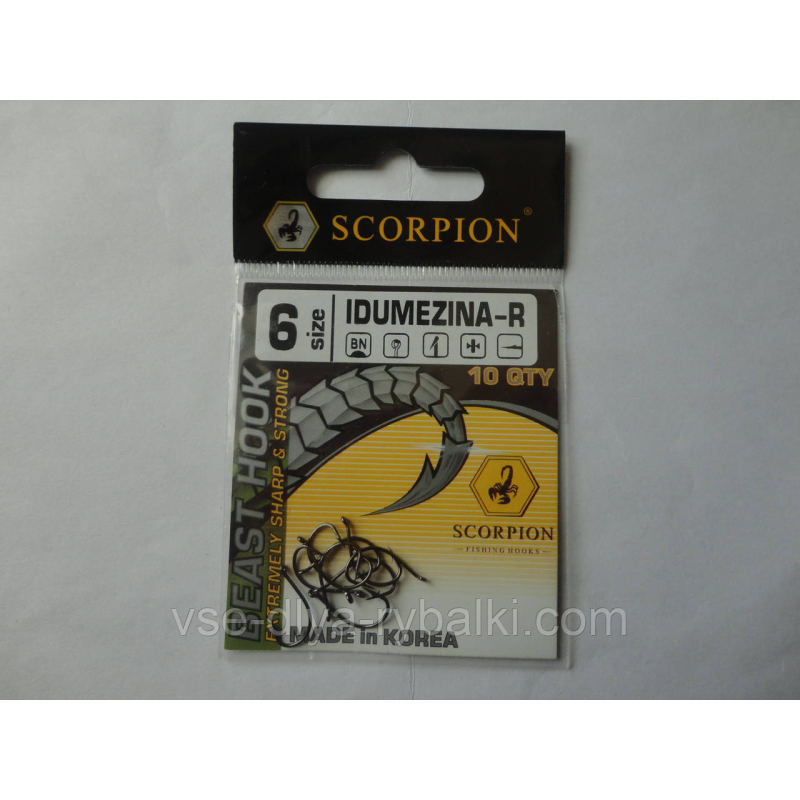 SCORPION®
6 size
IDUMEZINA-R
BN
10 QTY
BEAST HOOK
EXTREMELY SHARP & STRONG
SCORPION
FISHING HOOKS
MADE in KOREA
vse-dlya-rybalki.com